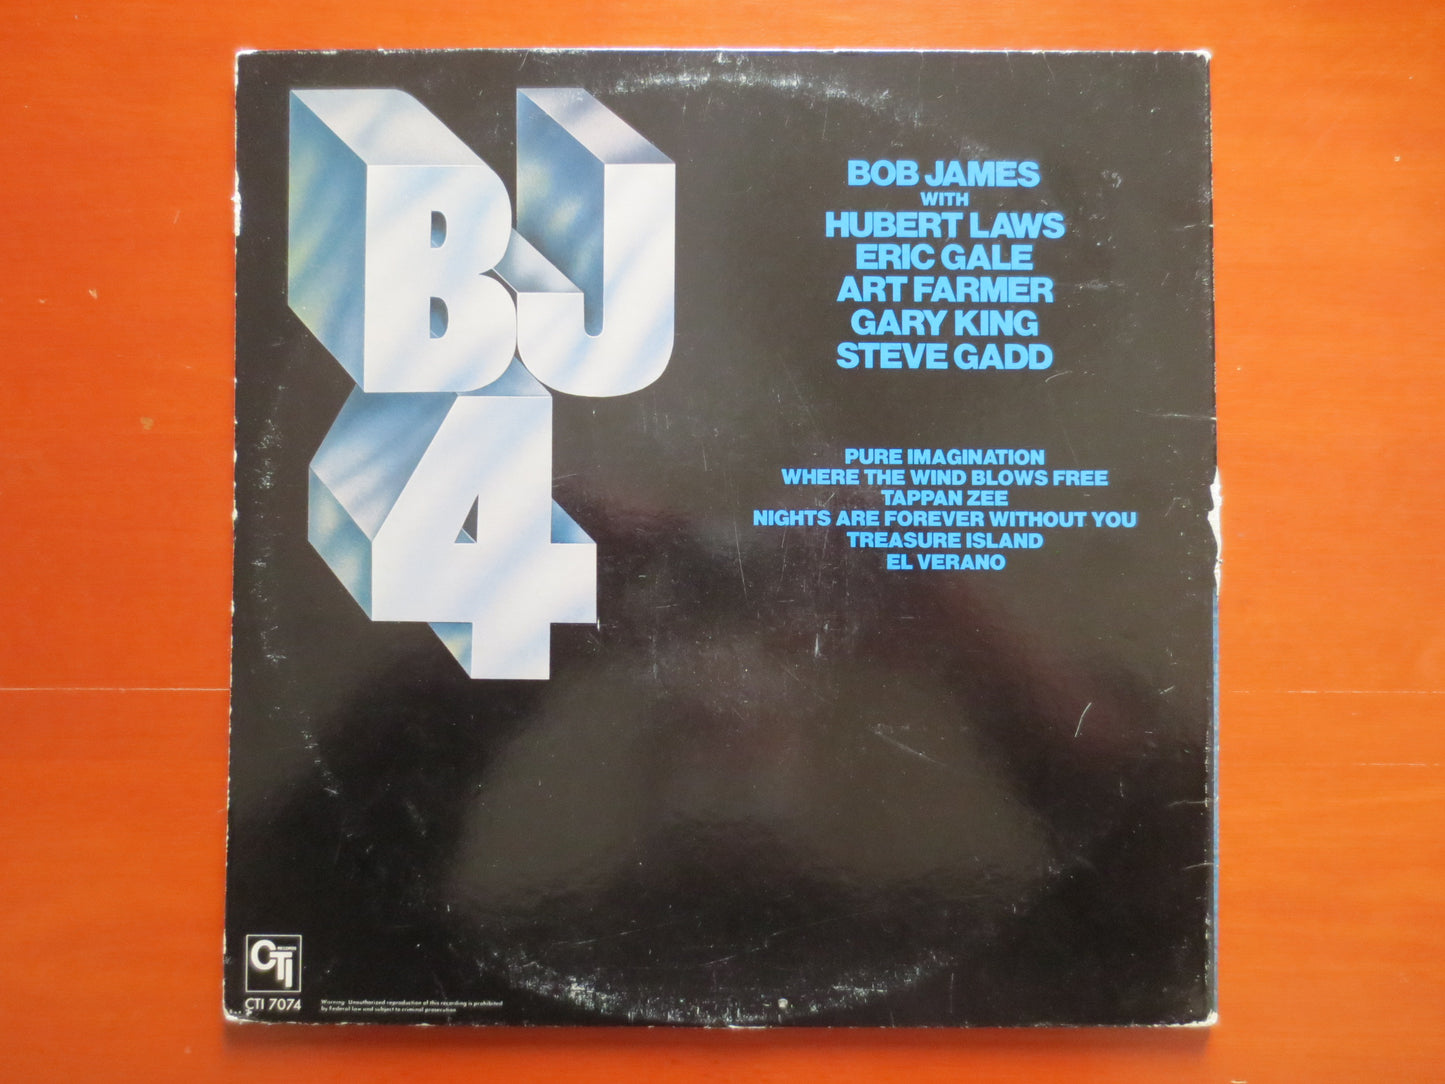 BJ
4
BOB JAMES
WITH
HUBERT LAWS
ERIC GALE
ART FARMER
GARY KING
STEVE GADD
PURE IMAGINATION
WHERE THE WIND BLOWS FREE
TAPPAN ZEE
NIGHTS ARE FOREVER WITHOUT YOU
TREASURE ISLAND
EL VERANO
CTI RECORDS
CTI 7074
Warning: Unauthorized reproduction of this recording is prohibited
by Federal law and subject to criminal prosecution.